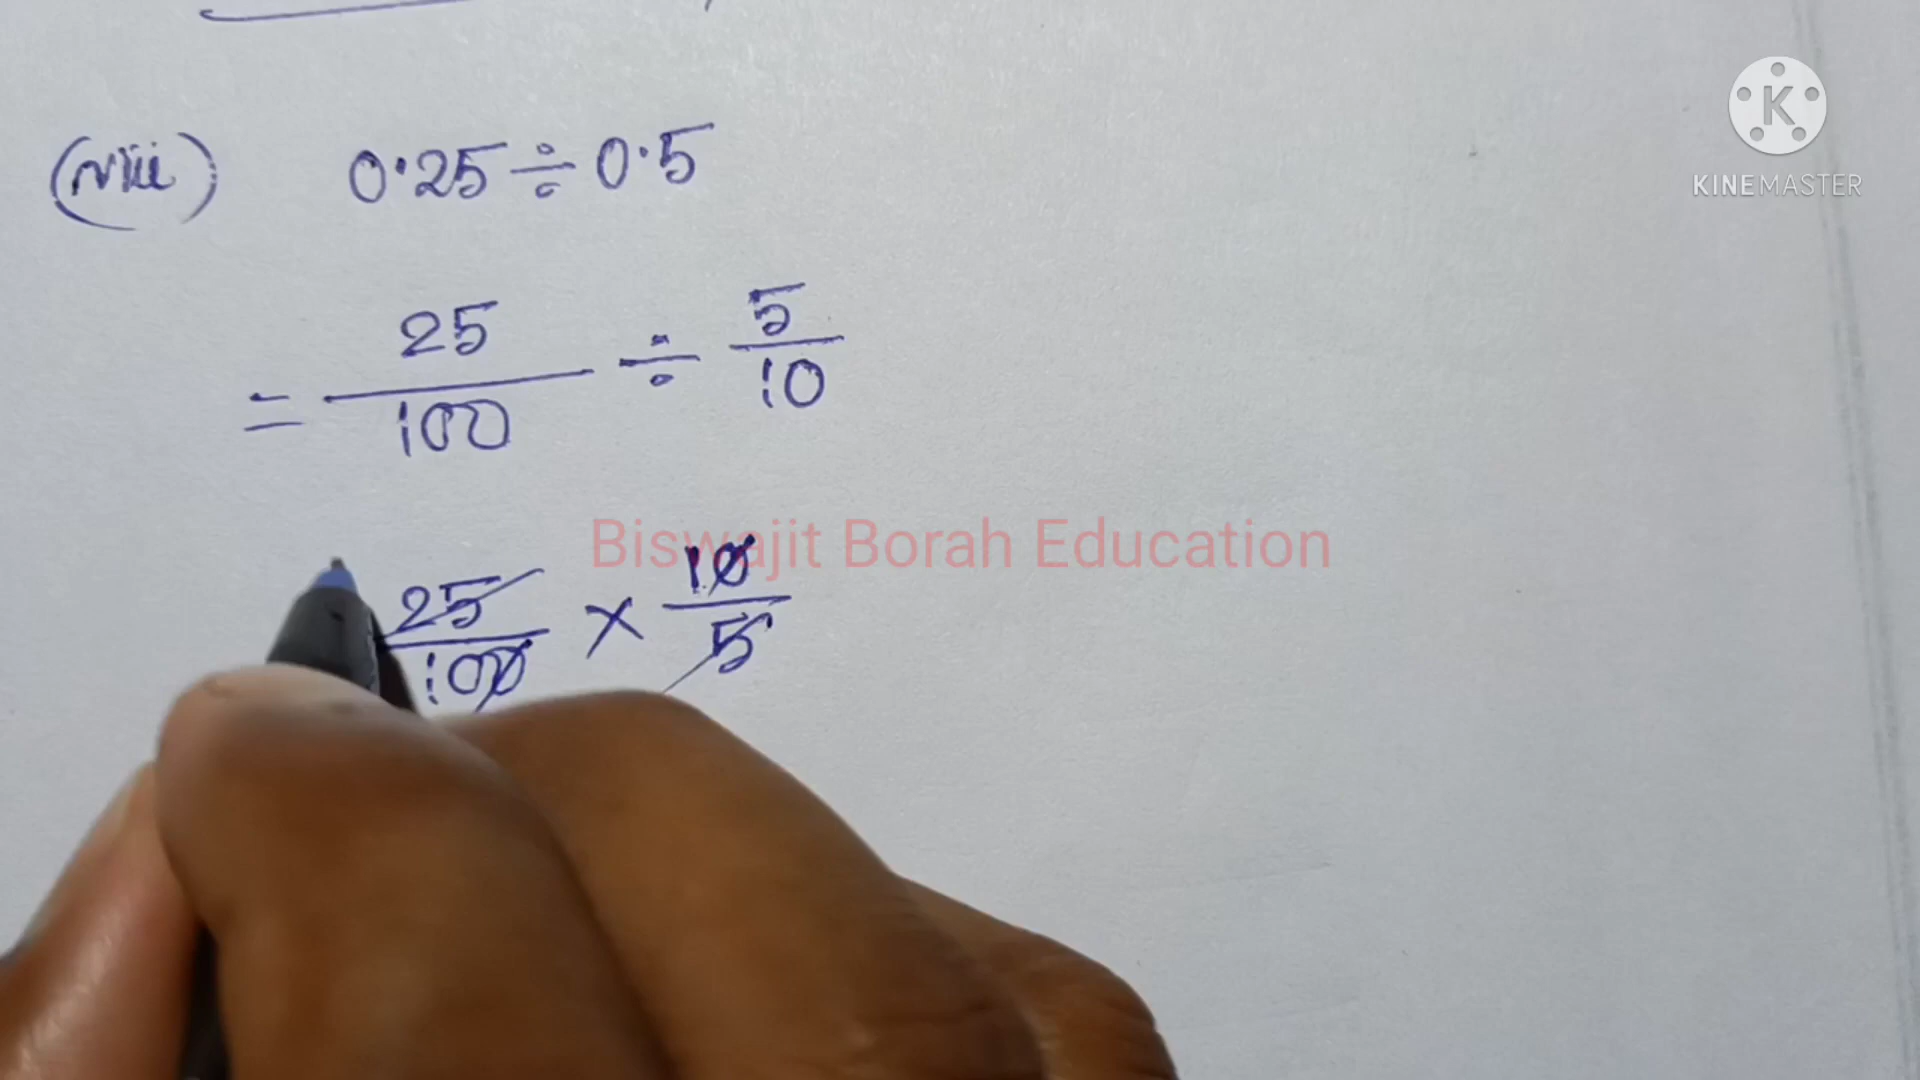 (viii) 0.25 ÷ 0.5
= 25/100 ÷ 5/10
25/100 × 10/5
Biswajit Borah Education
K
KINEMASTER